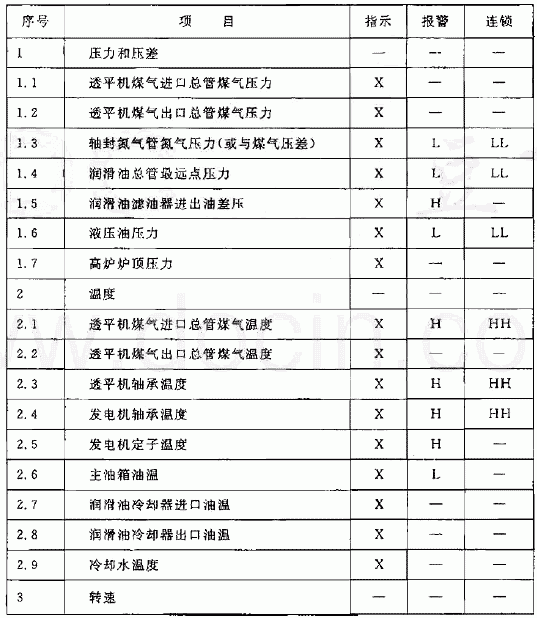 序号 项 目 指示 报警 连锁
1 压力和压差 — — —
1.1 透平机煤气进口总管煤气压力 X — —
1.2 透平机煤气出口总管煤气压力 X — —
1.3 轴封氮气管氮气压力(或与煤气压差) X L LL
1.4 润滑油总管最远点压力 X L LL
1.5 润滑油滤油器进出油差压 X H —
1.6 液压油压力 X L LL
1.7 高炉炉顶压力 X — —
2 温度 — — —
2.1 透平机煤气进口总管煤气温度 X H HH
2.2 透平机煤气出口总管煤气温度 X — —
2.3 透平机轴承温度 X H HH
2.4 发电机轴承温度 X H HH
2.5 发电机定子温度 X H —
2.6 主油箱油温 X L —
2.7 润滑油冷却器进口油温 X — —
2.8 润滑油冷却器出口油温 X — —
2.9 冷却水温度 X — —
3 转速 — — —